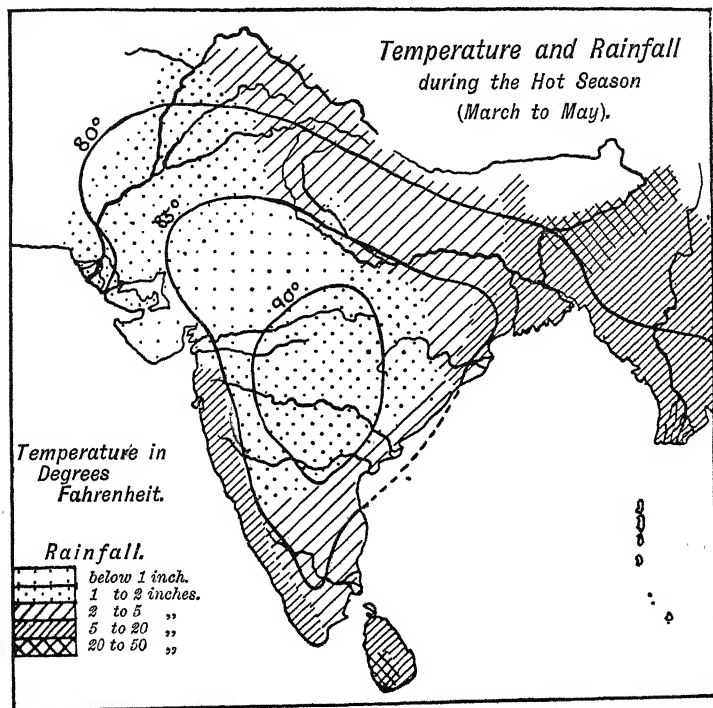 Temperature and Rainfall
during the Hot Season
(March to May).
80°
85°
90°
Temperature in
Degrees
Fahrenheit.
Rainfall.
below 1 inch.
1 to 2 inches.
2 to 5 „
5 to 20 „
20 to 50 „